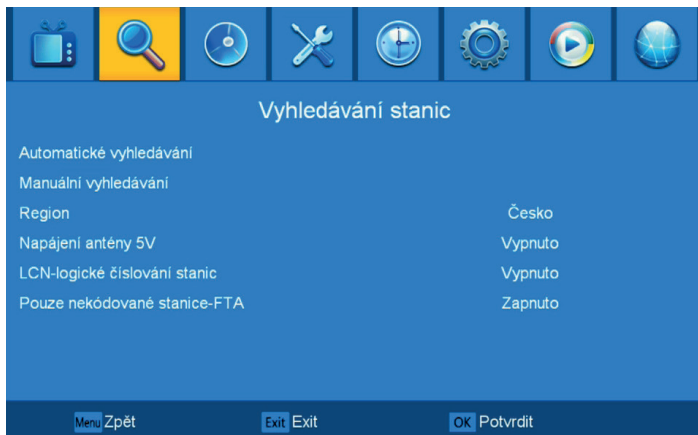 Vyhledávání stanic
Automatické vyhledávání
Manuální vyhledávání
Region Česko
Napájení antény 5V Vypnuto
LCN-logické číslování stanic Vypnuto
Pouze nekódované stanice-FTA Zapnuto
Menu Zpět Exit Exit OK Potvrdit